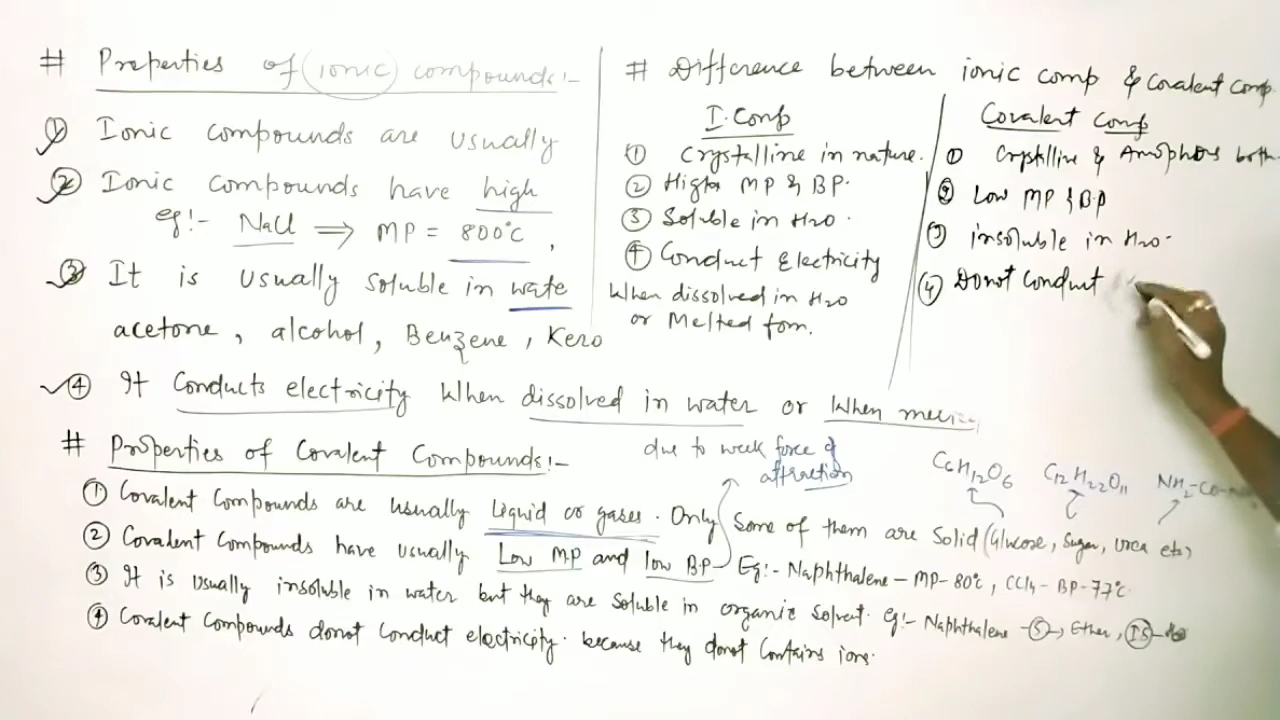 # Properties of ionic compounds:-
① Ionic compounds are usually
② Ionic compounds have high
eg:- NaCl ⇒ MP = 800°C,
③ It is usually soluble in wate
acetone, alcohol, Benzene, Kero
④ It Conducts electricity When dissolved in water or When
# Difference between ionic comp & Covalent Comp.
I. Comp
① Crystalline in nature.
② Higher MP & BP.
③ Soluble in H2O.
④ Conduct Electricity
When dissolved in H2O
or Melted fom.
Covalent Comp
① Crystlline & Amophous both
② Low MP & BP
③ insoluble in H2O.
④ Donot Conduct
# Properties of Covalent Compounds:-
due to week force of
attraction
C6H12O6 C12H22O11 NH2-CO-
① Covalent Compounds are usually Liquid or gases. Only Some of them are Solid (Glucose, Sugar, Urea etc)
② Covalent Compounds have usually Low MP and low BP Eg:- Naphthalene - MP-80°C, CCl4 - BP-77°C
③ It is Usually insoluble in water but they are soluble in organic solvent. Eg:- Naphthalene - Ⓢ, Ether, IS -
④ Covalent Compounds donot Conduct electricity. because they donot Contains ions.